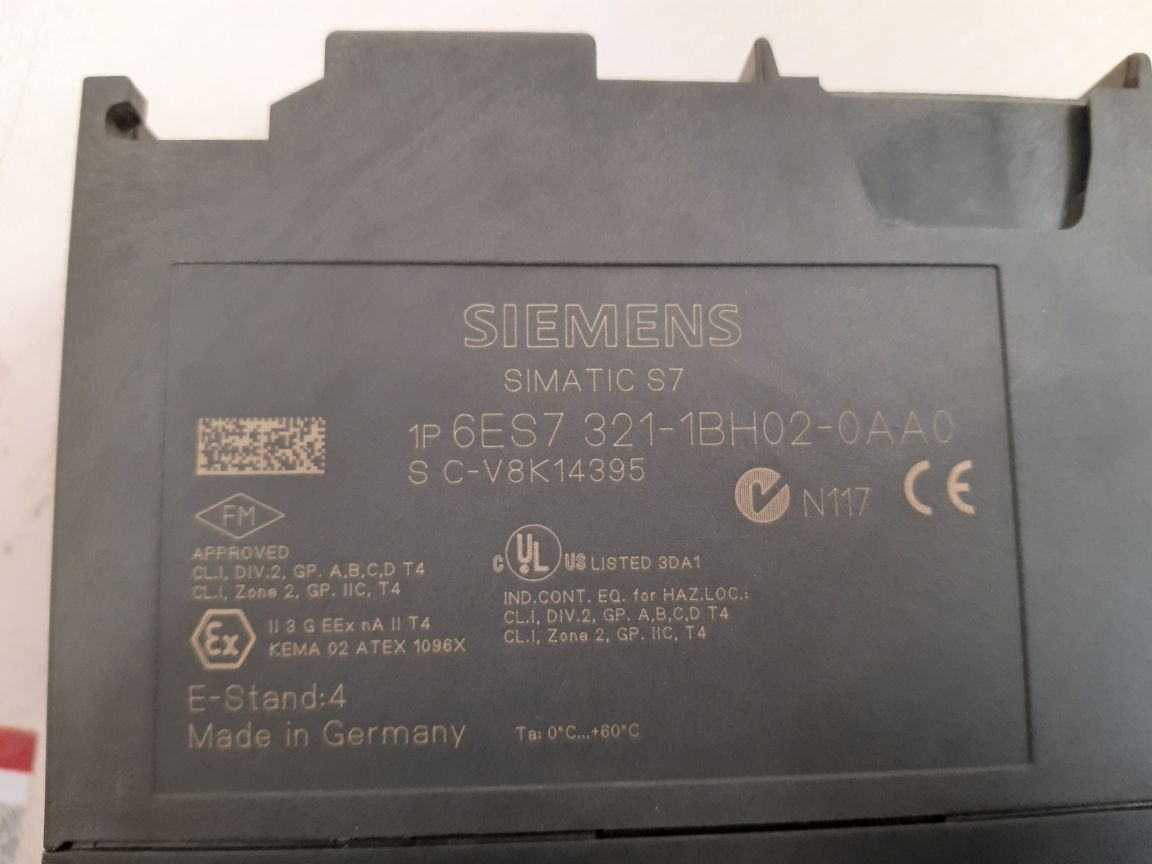 SIEMENS
SIMATIC S7
1P 6ES7 321-1BH02-0AA0
S C-V8K14395
N117 CE
FM
APPROVED
CL.I, DIV.2, GP. A,B,C,D T4
CL.I, Zone 2, GP. IIC, T4
C UL US LISTED 3DA1
IND.CONT. EQ. for HAZ.LOC.:
CL.I, DIV.2, GP. A,B,C,D T4
CL.I, Zone 2, GP. IIC, T4
Ex II 3 G EEx nA II T4
KEMA 02 ATEX 1096X
E-Stand:4
Made in Germany
Ta: 0°C...+60°C